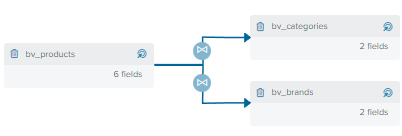 bv_categories
2 fields
bv_products
6 fields
bv_brands
2 fields